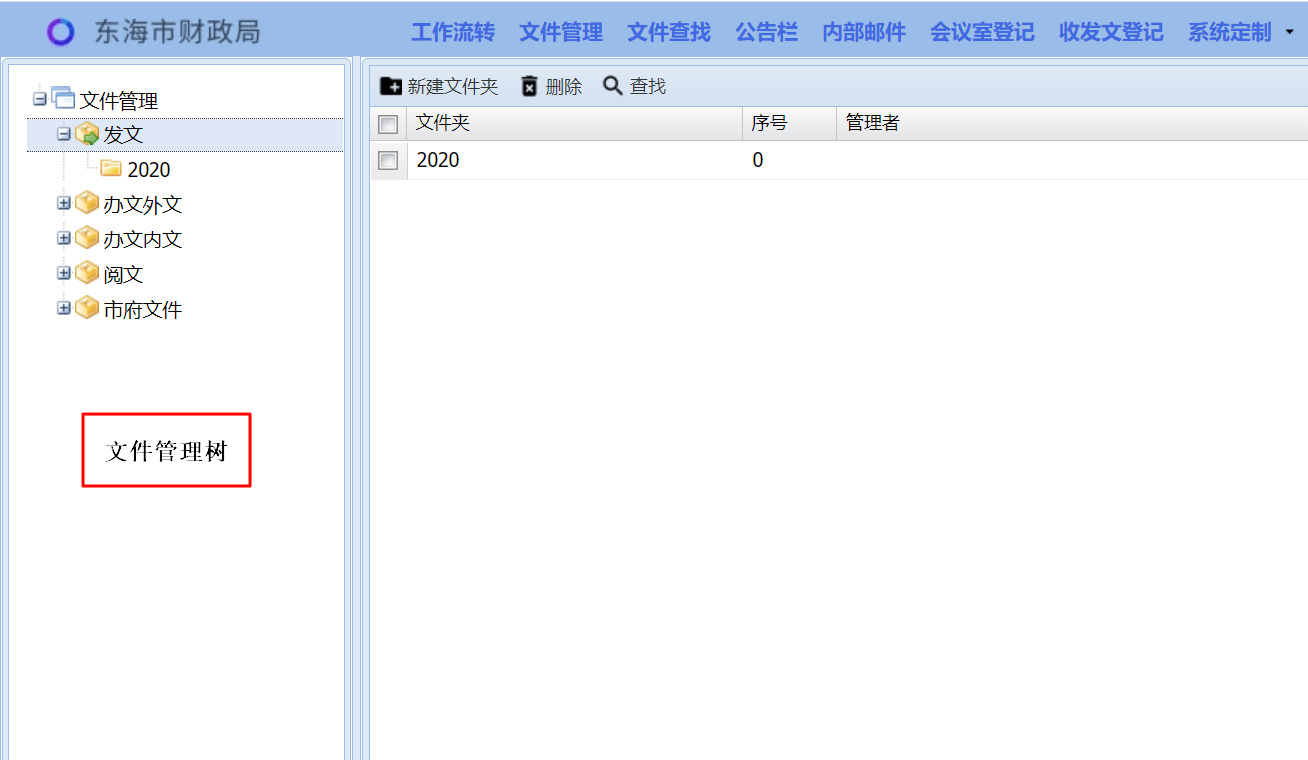 东海市财政局 工作流转 文件管理 文件查找 公告栏 内部邮件 会议室登记 收发文登记 系统定制
文件管理
发文
2020
办文外文
办文内文
阅文
市府文件
文件管理树
新建文件夹 删除 查找
文件夹 序号 管理者
2020 0